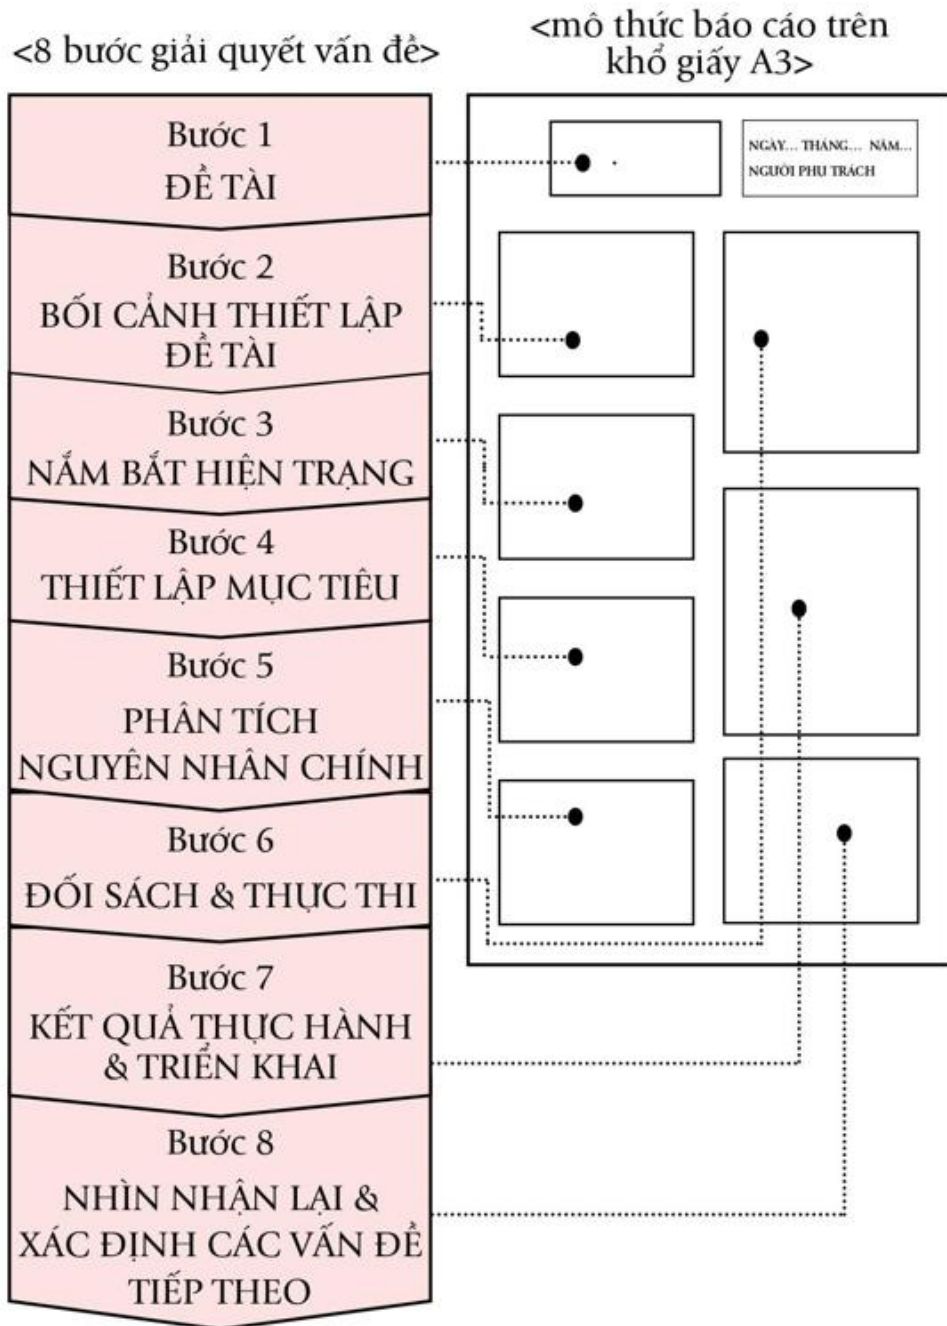 <8 bước giải quyết vấn đề>
<mô thức báo cáo trên
khổ giấy A3>
Bước 1
ĐỀ TÀI
Bước 2
BỐI CẢNH THIẾT LẬP
ĐỀ TÀI
Bước 3
NẮM BẮT HIỆN TRẠNG
Bước 4
THIẾT LẬP MỤC TIÊU
Bước 5
PHÂN TÍCH
NGUYÊN NHÂN CHÍNH
Bước 6
ĐỐI SÁCH & THỰC THI
Bước 7
KẾT QUẢ THỰC HÀNH
& TRIỂN KHAI
Bước 8
NHÌN NHẬN LẠI &
XÁC ĐỊNH CÁC VẤN ĐỀ
TIẾP THEO
NGÀY... THÁNG... NĂM...
NGƯỜI PHỤ TRÁCH